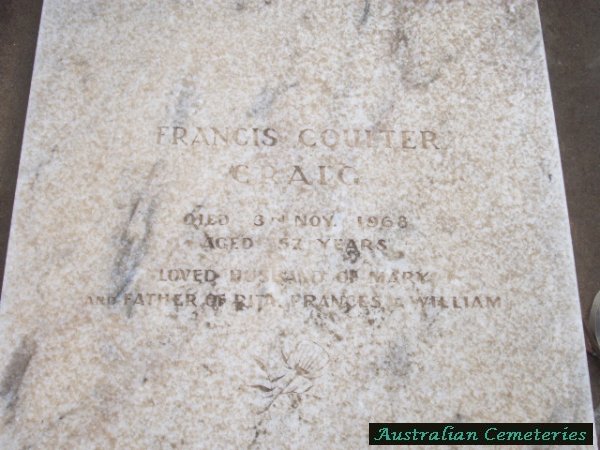 FRANCIS COULTER
CRAIG
DIED 3RD NOV. 1968
AGED 57 YEARS
LOVED HUSBAND OF MARY
AND FATHER OF RITA, FRANCES & WILLIAM
Australian Cemeteries